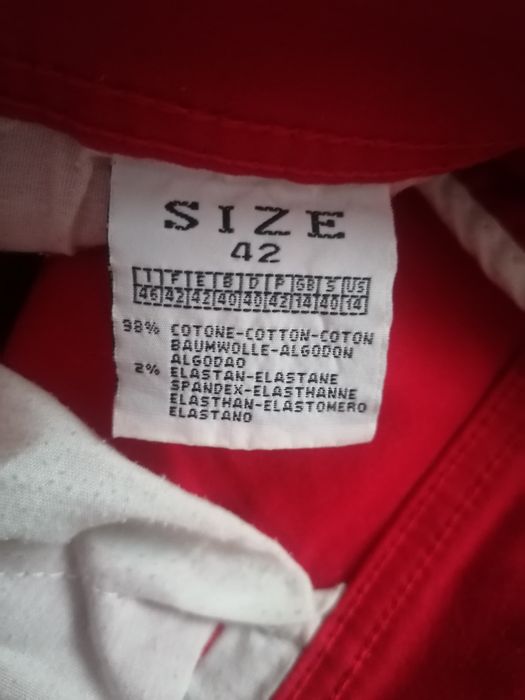 SIZE
42
I F E B D P GB S US
46 42 42 40 40 42 14 40 14
98% COTONE-COTTON-COTON
BAUMWOLLE-ALGODON
ALGODAO
2% ELASTAN-ELASTANE
SPANDEX-ELASTHANNE
ELASTHAN-ELASTOMERO
ELASTANO